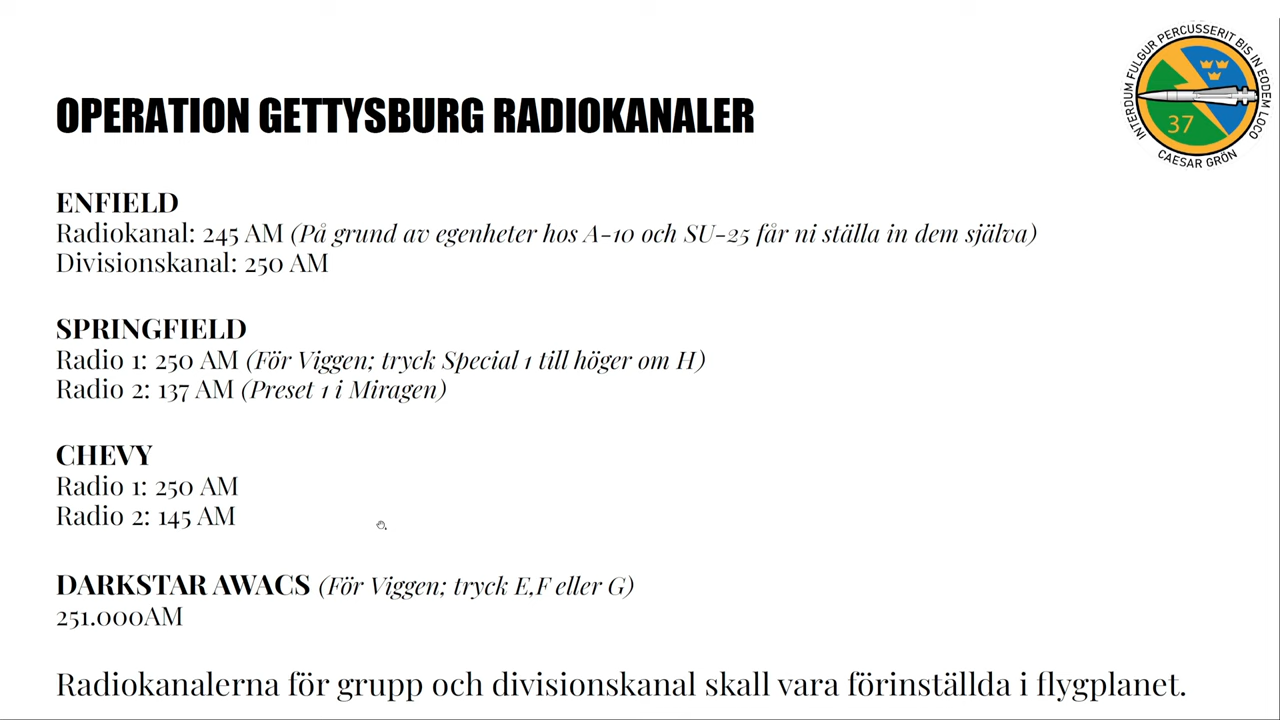 OPERATION GETTYSBURG RADIOKANALER
INTERDUM FULGUR PERCUSSERIT BIS IN EODEM LOCO
37
CAESAR GRÖN
ENFIELD
Radiokanal: 245 AM (På grund av egenheter hos A-10 och SU-25 får ni ställa in dem själva)
Divisionskanal: 250 AM
SPRINGFIELD
Radio 1: 250 AM (För Viggen; tryck Special 1 till höger om H)
Radio 2: 137 AM (Preset 1 i Miragen)
CHEVY
Radio 1: 250 AM
Radio 2: 145 AM
DARKSTAR AWACS (För Viggen; tryck E,F eller G)
251.000AM
Radiokanalerna för grupp och divisionskanal skall vara förinställda i flygplanet.